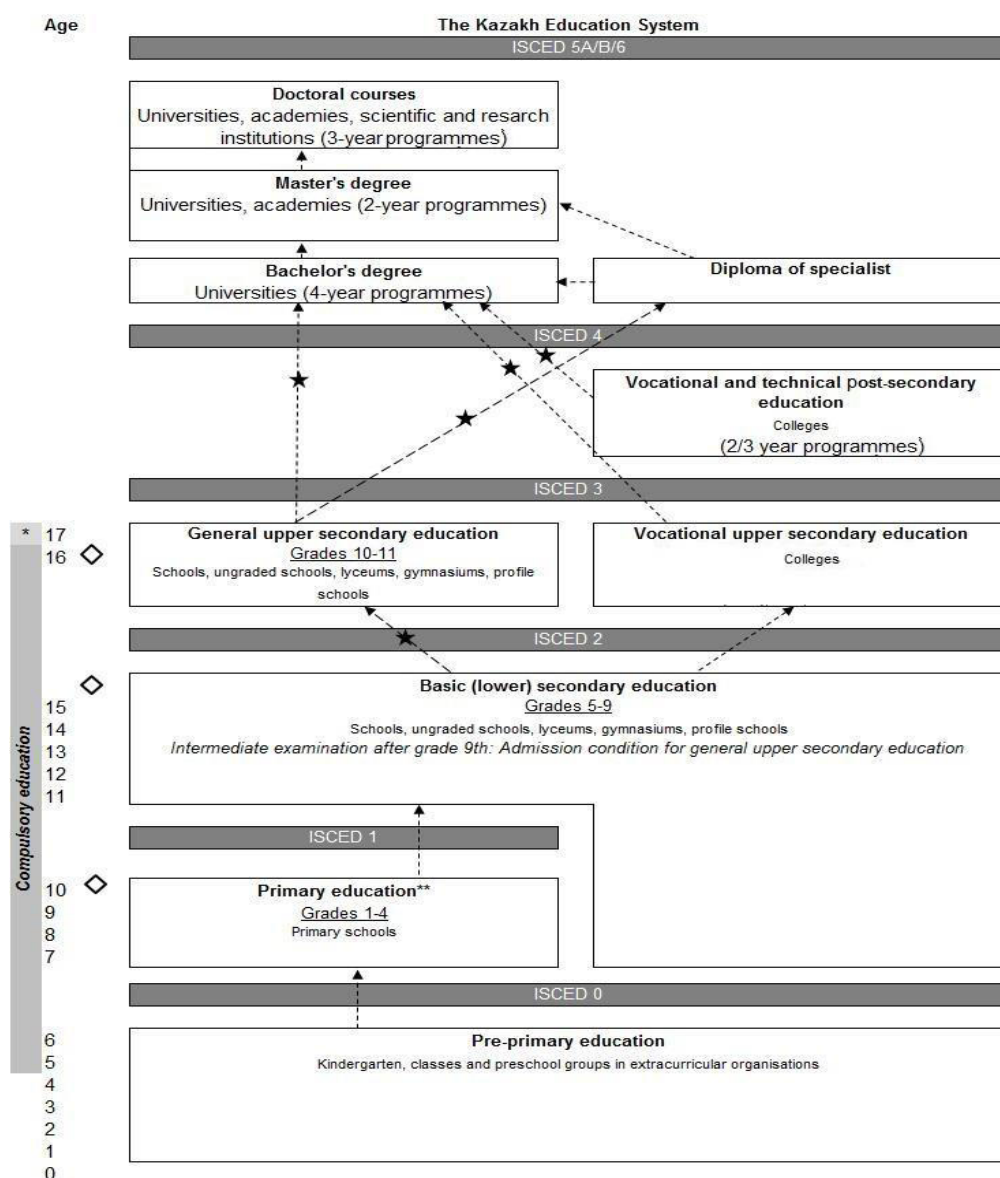 Age
The Kazakh Education System
ISCED 5A/B/6
Doctoral courses
Universities, academies, scientific and resarch
institutions (3-year programmes)
Master's degree
Universities, academies (2-year programmes)
Bachelor's degree
Universities (4-year programmes)
Diploma of specialist
ISCED 4
Vocational and technical post-secondary
education
Colleges
(2/3 year programmes)
ISCED 3
* 17
16
General upper secondary education
Grades 10-11
Schools, ungraded schools, lyceums, gymnasiums, profile
schools
Vocational upper secondary education
Colleges
ISCED 2
Basic (lower) secondary education
Grades 5-9
Schools, ungraded schools, lyceums, gymnasiums, profile schools
Intermediate examination after grade 9th: Admission condition for general upper secondary education
15
14
13
12
11
Compulsory education
ISCED 1
Primary education**
Grades 1-4
Primary schools
10
9
8
7
ISCED 0
Pre-primary education
Kindergarten, classes and preschool groups in extracurricular organisations
6
5
4
3
2
1
0